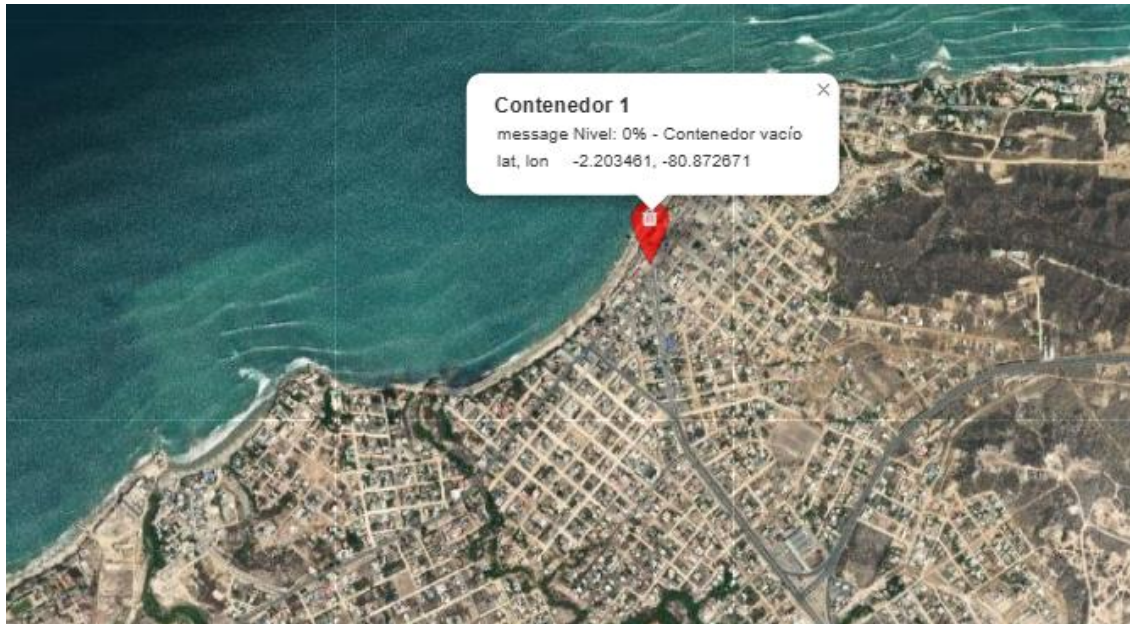 Contenedor 1
message Nivel: 0% - Contenedor vacío
lat, lon -2.203461, -80.872671